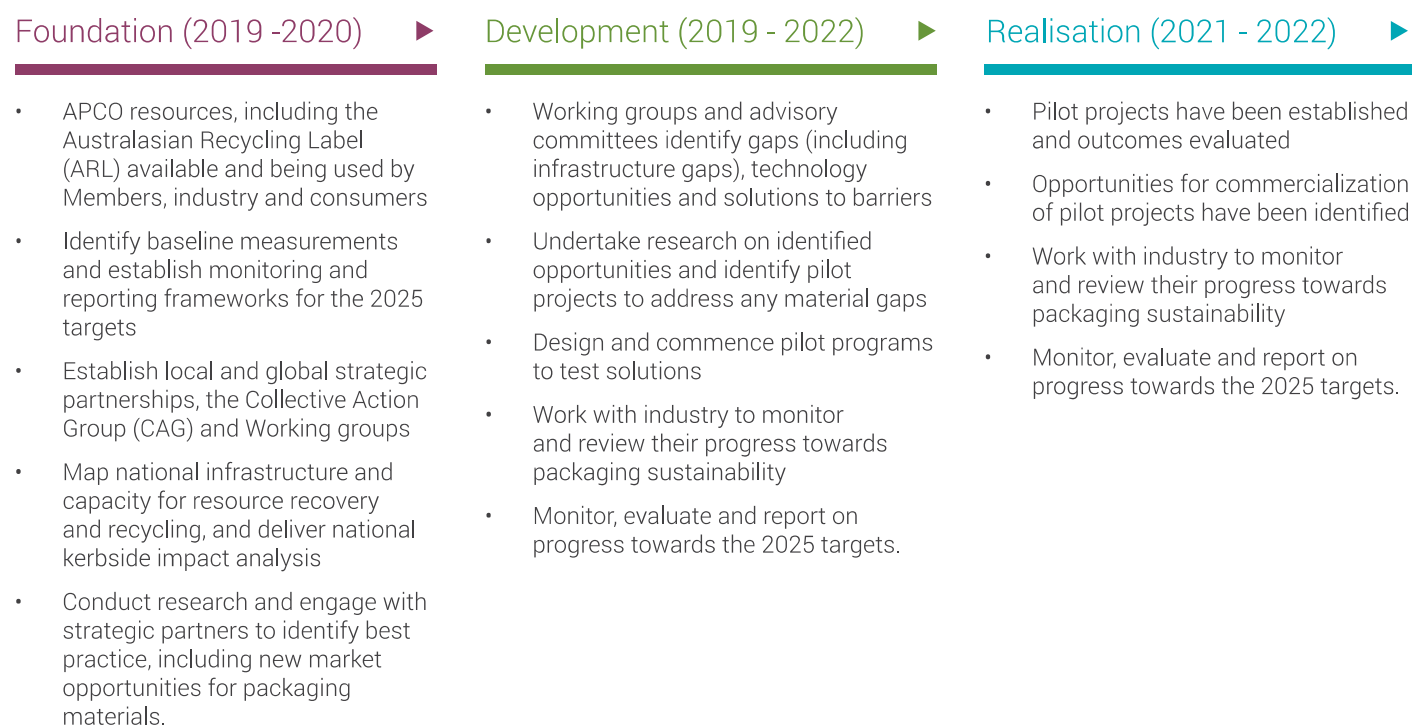 Foundation (2019 -2020)
• APCO resources, including the
Australasian Recycling Label
(ARL) available and being used by
Members, industry and consumers
• Identify baseline measurements
and establish monitoring and
reporting frameworks for the 2025
targets
• Establish local and global strategic
partnerships, the Collective Action
Group (CAG) and Working groups
• Map national infrastructure and
capacity for resource recovery
and recycling, and deliver national
kerbside impact analysis
• Conduct research and engage with
strategic partners to identify best
practice, including new market
opportunities for packaging
materials.
Development (2019 - 2022)
• Working groups and advisory
committees identify gaps (including
infrastructure gaps), technology
opportunities and solutions to barriers
• Undertake research on identified
opportunities and identify pilot
projects to address any material gaps
• Design and commence pilot programs
to test solutions
• Work with industry to monitor
and review their progress towards
packaging sustainability
• Monitor, evaluate and report on
progress towards the 2025 targets.
Realisation (2021 - 2022)
• Pilot projects have been established
and outcomes evaluated
• Opportunities for commercialization
of pilot projects have been identified
• Work with industry to monitor
and review their progress towards
packaging sustainability
• Monitor, evaluate and report on
progress towards the 2025 targets.